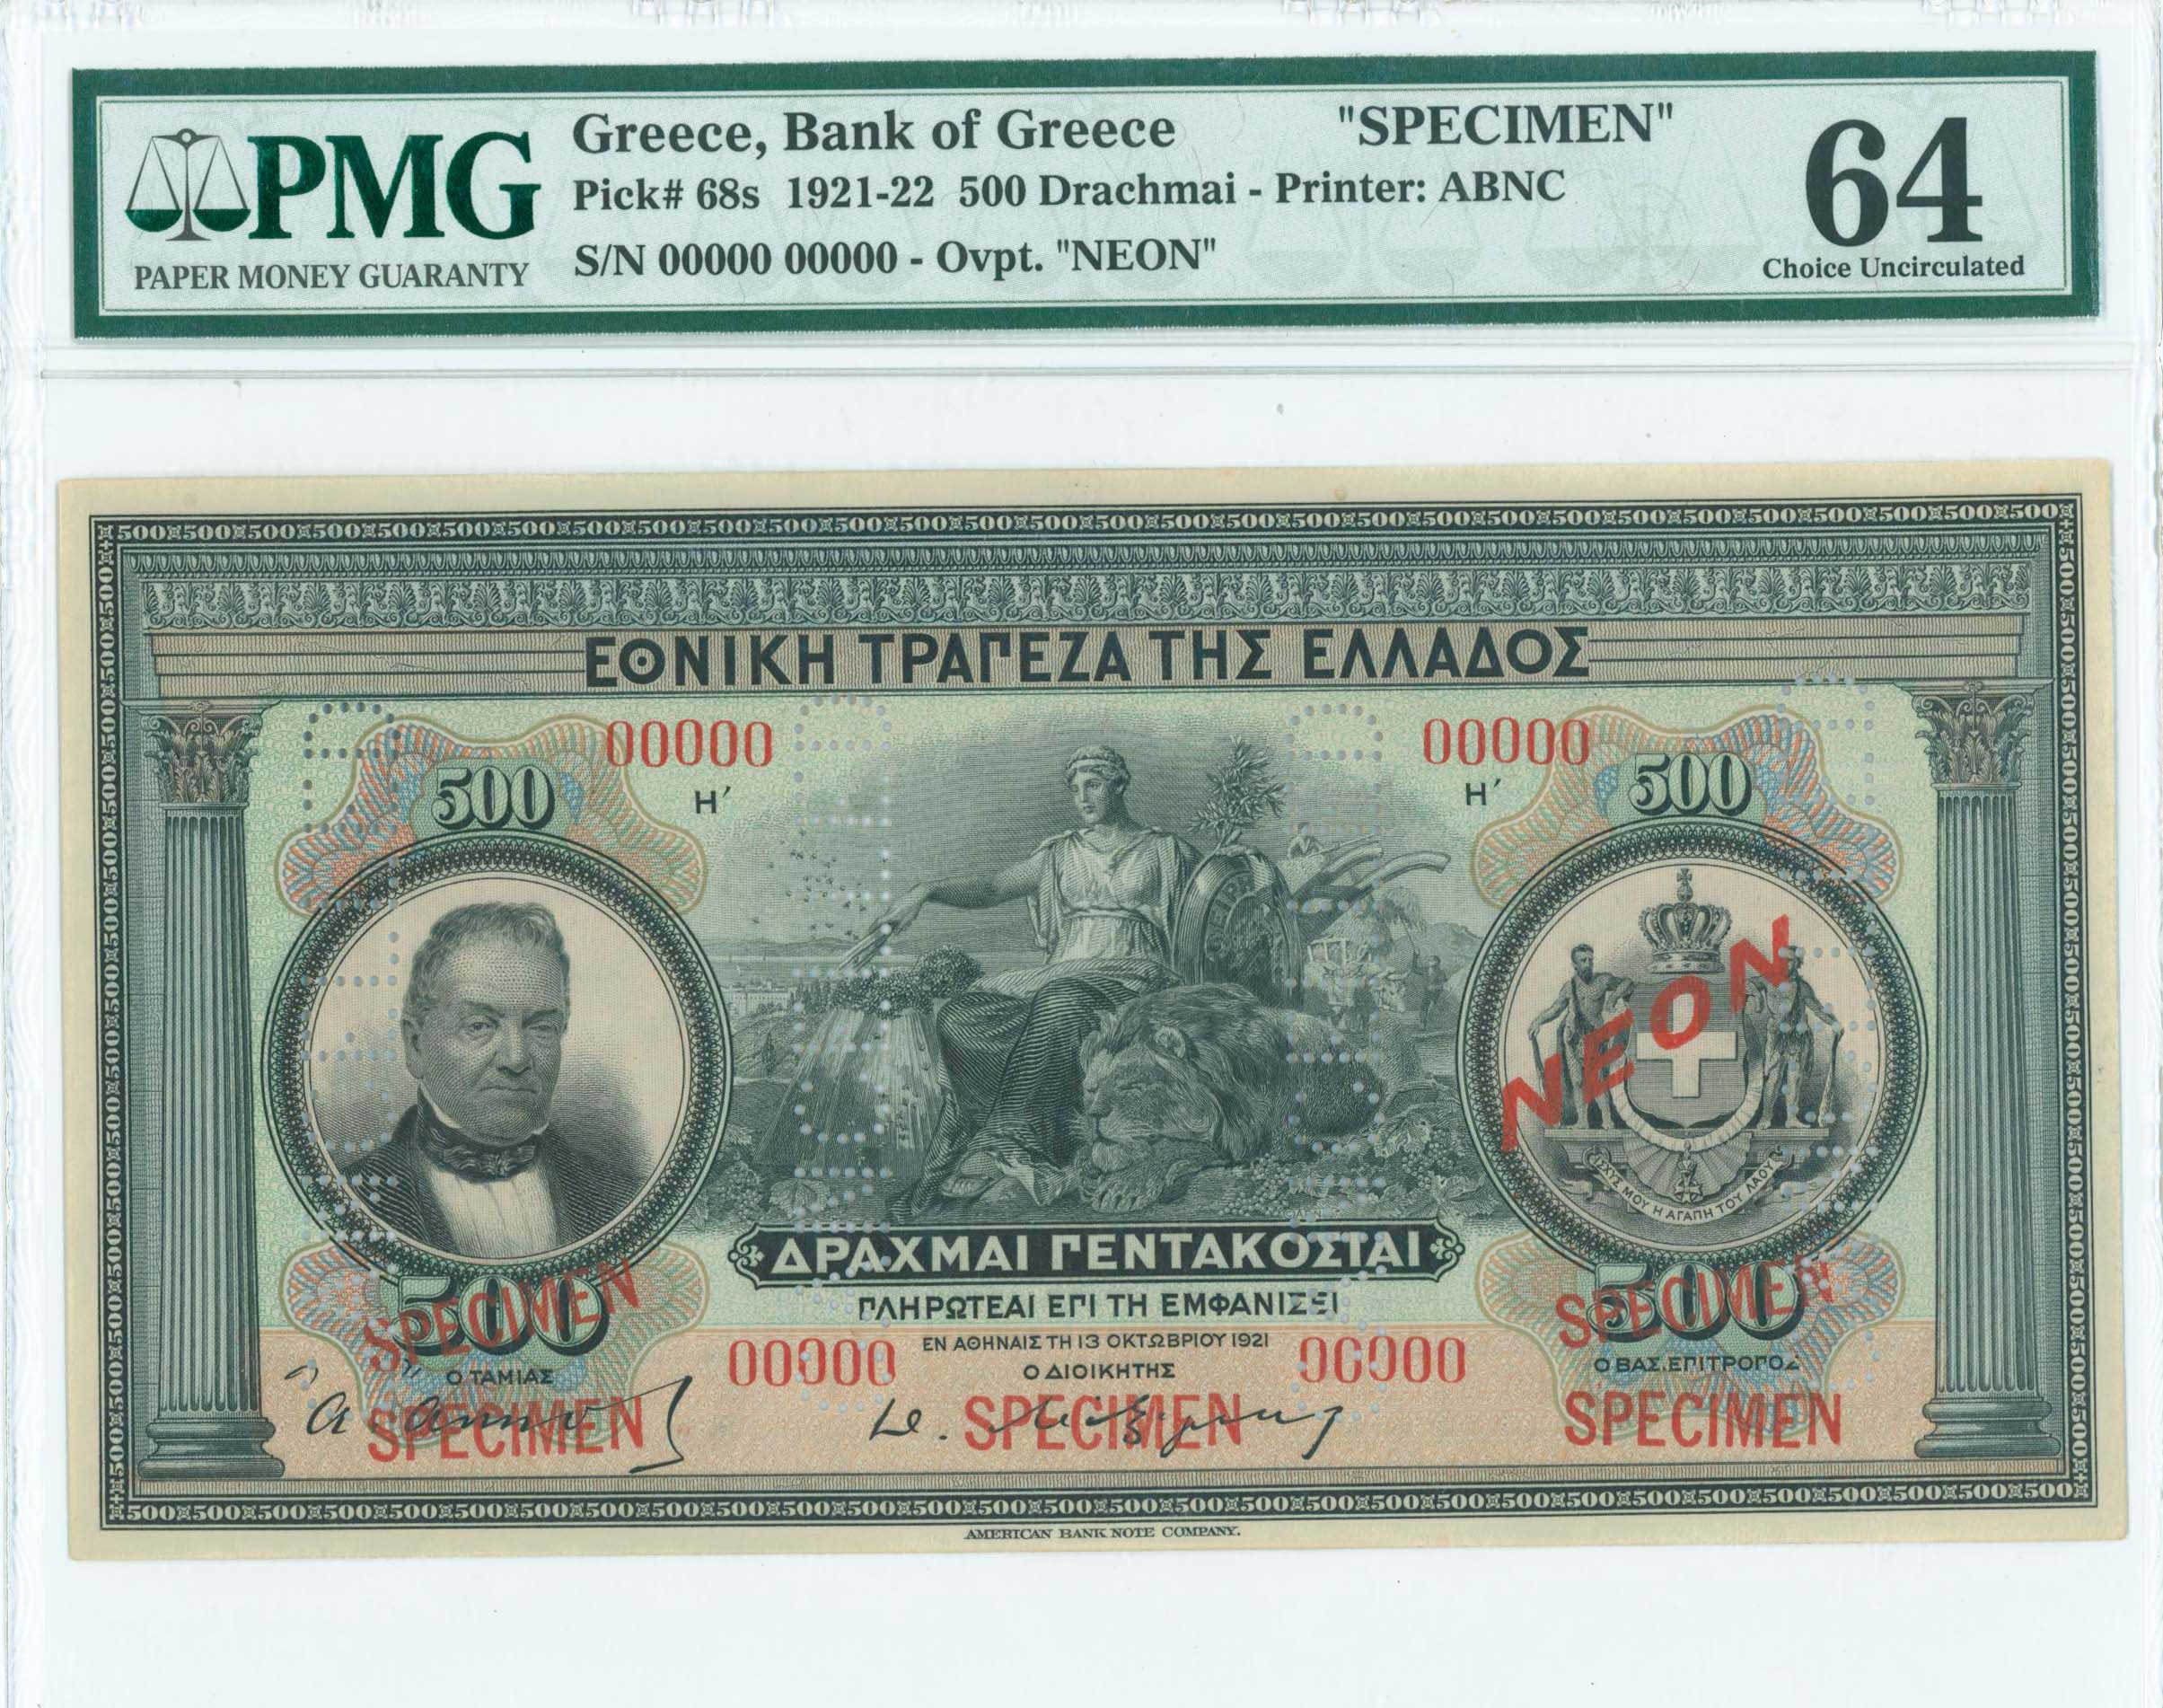 PMG
PAPER MONEY GUARANTY
Greece, Bank of Greece "SPECIMEN"
Pick# 68s 1921-22 500 Drachmai - Printer: ABNC
S/N 00000 00000 - Ovpt. "NEON"
64
Choice Uncirculated
ΕΘΝΙΚΗ ΤΡΑΠΕΖΑ ΤΗΣ ΕΛΛΑΔΟΣ
00000 00000
Η΄ Η΄
500 500
ΕΙΡΗ
ΝΕΟΝ
ΙΣΧΥΣ ΜΟΥ Η ΑΓΑΠΗ ΤΟΥ ΛΑΟΥ
ΔΡΑΧΜΑΙ ΠΕΝΤΑΚΟΣΙΑΙ
500 500
SPECIMEN SPECIMEN
ΠΛΗΡΩΤΕΑΙ ΕΠΙ ΤΗ ΕΜΦΑΝΙΣΕΙ
ΕΝ ΑΘΗΝΑΙΣ ΤΗ 13 ΟΚΤΩΒΡΙΟΥ 1921
00000 00000
Ο ΤΑΜΙΑΣ Ο ΔΙΟΙΚΗΤΗΣ Ο ΒΑΣ. ΕΠΙΤΡΟΠΟΣ
SPECIMEN SPECIMEN SPECIMEN
AMERICAN BANK NOTE COMPANY.